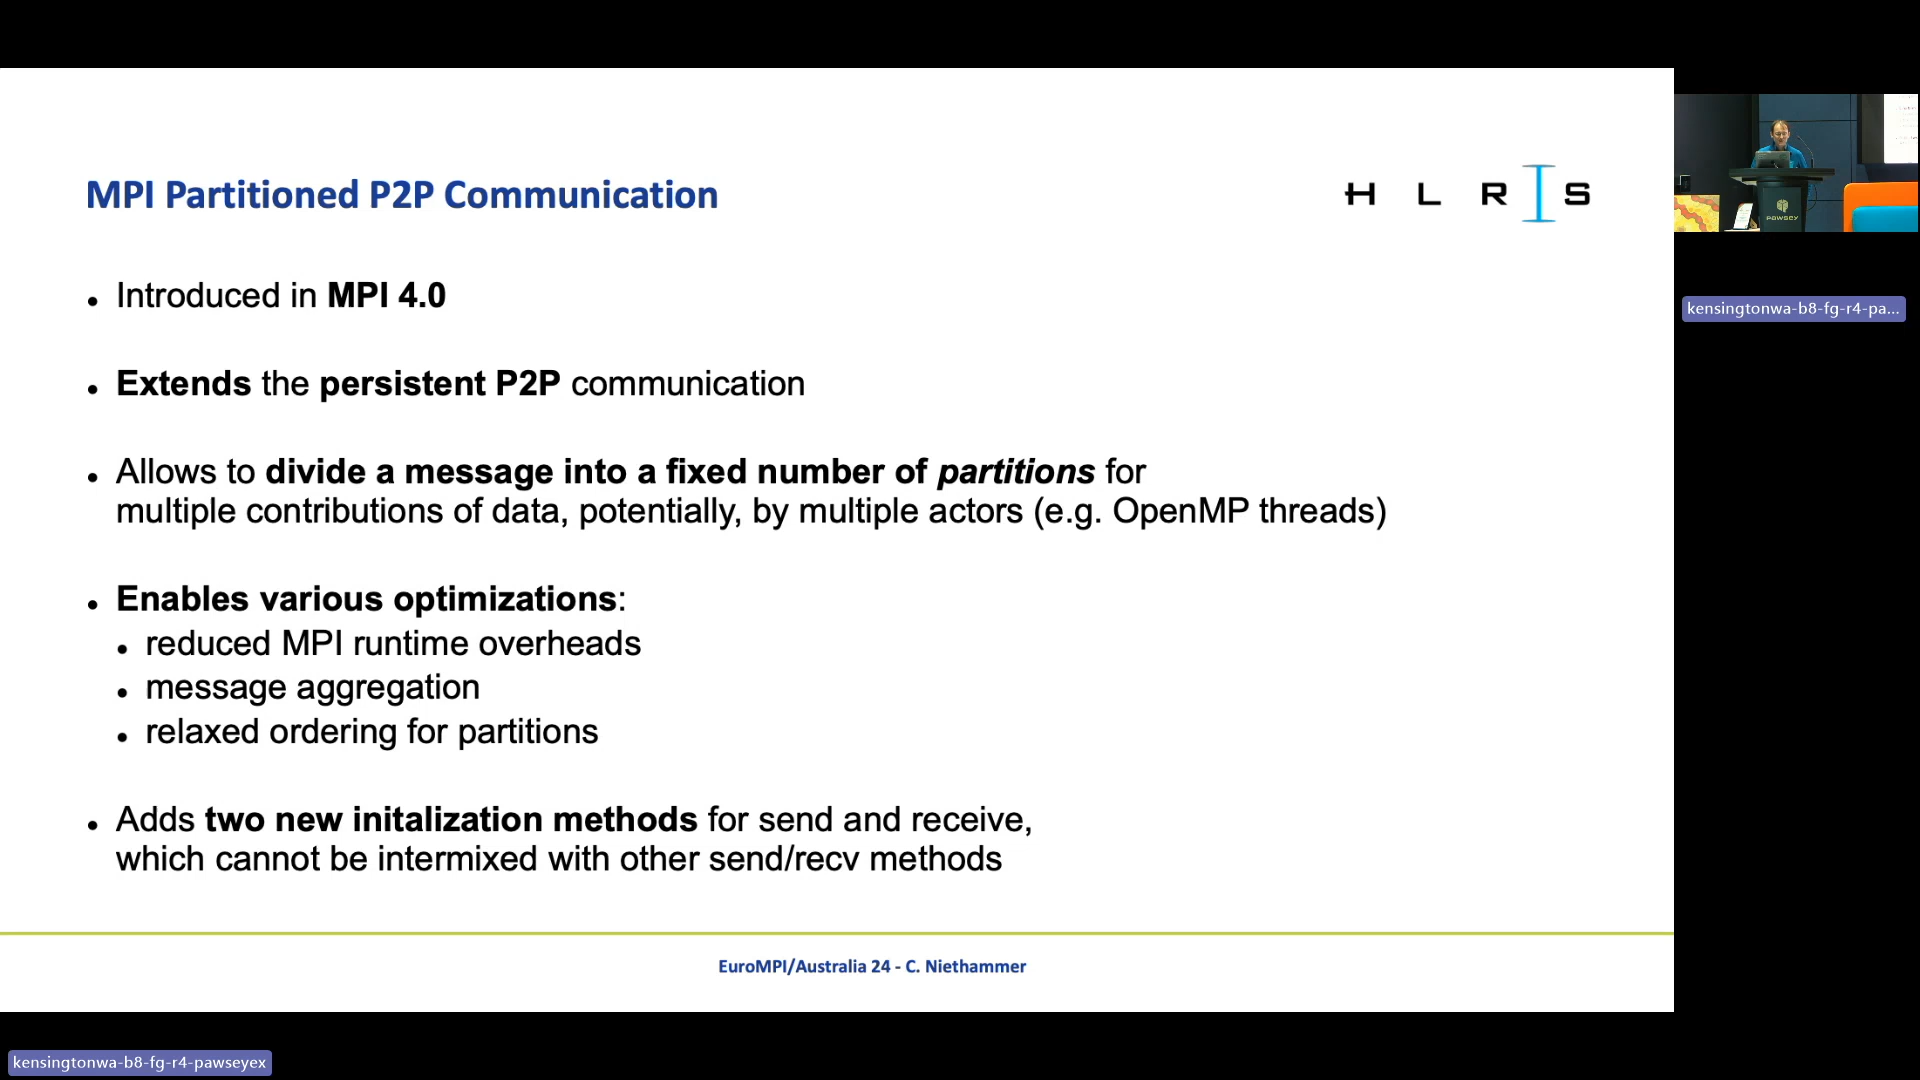 MPI Partitioned P2P Communication
H L R I S
• Introduced in MPI 4.0
• Extends the persistent P2P communication
• Allows to divide a message into a fixed number of partitions for
multiple contributions of data, potentially, by multiple actors (e.g. OpenMP threads)
• Enables various optimizations:
• reduced MPI runtime overheads
• message aggregation
• relaxed ordering for partitions
• Adds two new initalization methods for send and receive,
which cannot be intermixed with other send/recv methods
EuroMPI/Australia 24 - C. Niethammer
PAWSEY
kensingtonwa-b8-fg-r4-pa...
kensingtonwa-b8-fg-r4-pawseyex